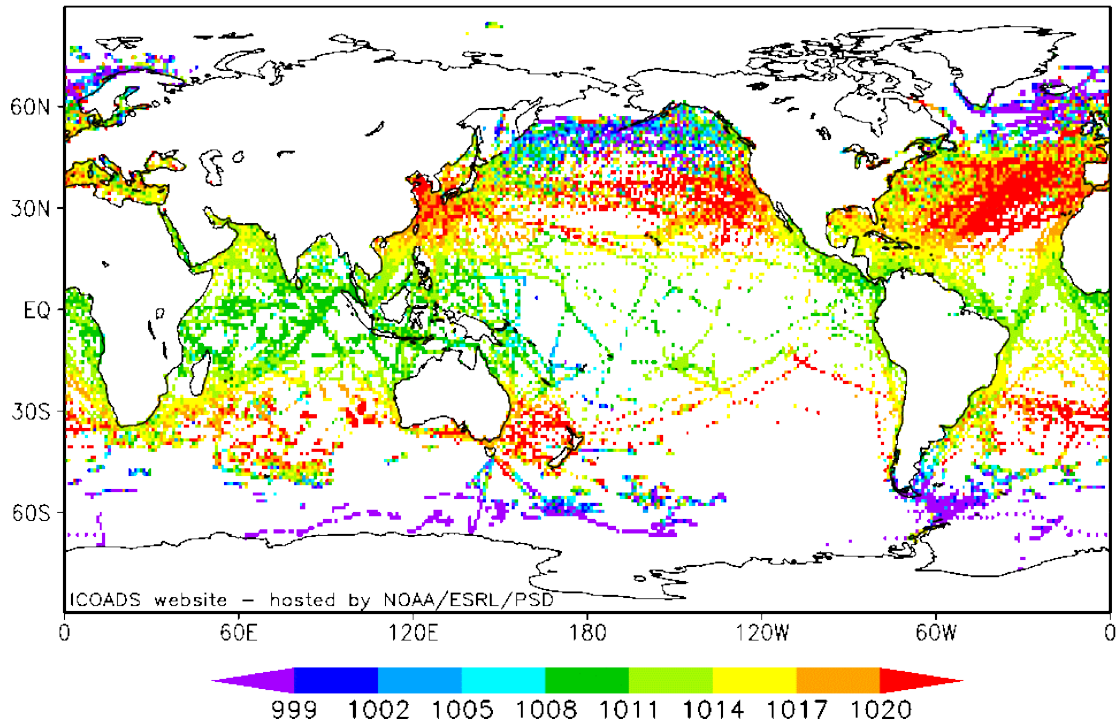 60N
30N
EQ
30S
60S
ICOADS website – hosted by NOAA/ESRL/PSD
0 60E 120E 180 120W 60W 0
999 1002 1005 1008 1011 1014 1017 1020